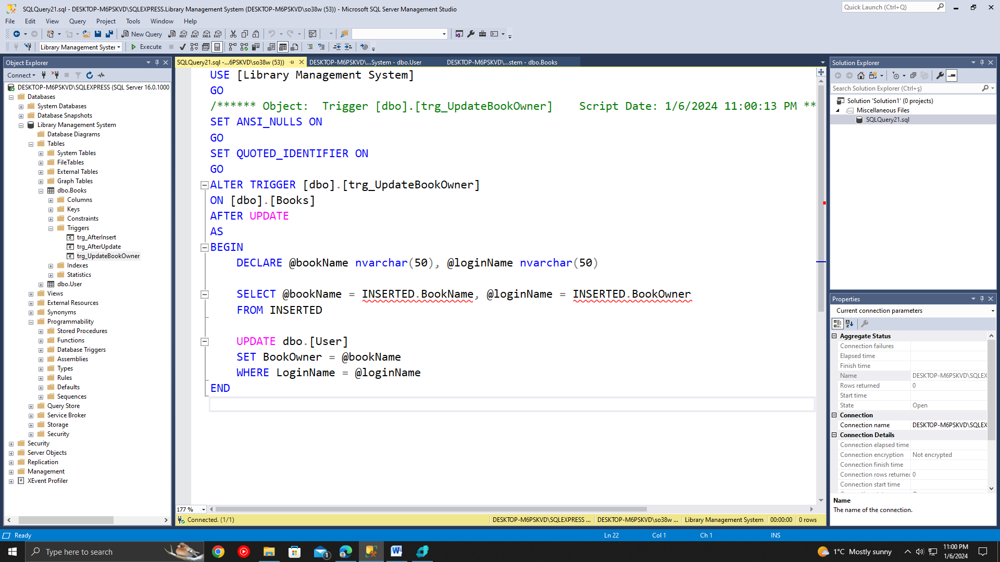 SQLQuery21.sql - DESKTOP-M6PSKVD\SQLEXPRESS.Library Management System (DESKTOP-M6PSKVD\so38w (53)) - Microsoft SQL Server Management Studio
Quick Launch (Ctrl+Q)
File Edit View Query Project Tools Window Help
New Query
MDX DMX XMLA DAX
Library Management Syster
Execute
Object Explorer
SQLQuery21.sql -...6PSKVD\so38w (53)) DESKTOP-M6PSKVD\...System - dbo.User DESKTOP-M6PSKVD\...stem - dbo.Books
Connect
DESKTOP-M6PSKVD\SQLEXPRESS (SQL Server 16.0.1000
Databases
System Databases
Database Snapshots
Library Management System
Database Diagrams
Tables
System Tables
FileTables
External Tables
Graph Tables
dbo.Books
Columns
Keys
Constraints
Triggers
trg_AfterInsert
trg_AfterUpdate
trg_UpdateBookOwner
Indexes
Statistics
dbo.User
Views
External Resources
Synonyms
Programmability
Stored Procedures
Functions
Database Triggers
Assemblies
Types
Rules
Defaults
Sequences
Query Store
Service Broker
Storage
Security
Security
Server Objects
Replication
Management
XEvent Profiler
USE [Library Management System]
GO
/****** Object:  Trigger [dbo].[trg_UpdateBookOwner]    Script Date: 1/6/2024 11:00:13 PM **
SET ANSI_NULLS ON
GO
SET QUOTED_IDENTIFIER ON
GO
ALTER TRIGGER [dbo].[trg_UpdateBookOwner]
ON [dbo].[Books]
AFTER UPDATE
AS
BEGIN
DECLARE @bookName nvarchar(50), @loginName nvarchar(50)
SELECT @bookName = INSERTED.BookName, @loginName = INSERTED.BookOwner
FROM INSERTED
UPDATE dbo.[User]
SET BookOwner = @bookName
WHERE LoginName = @loginName
END
177 %
Connected. (1/1)
DESKTOP-M6PSKVD\SQLEXPRESS ... DESKTOP-M6PSKVD\so38w ... Library Management System 00:00:00 0 rows
Solution Explorer
Search Solution Explorer (Ctrl+ş)
Solution 'Solution1' (0 projects)
Miscellaneous Files
SQLQuery21.sql
Properties
Current connection parameters
Aggregate Status
Connection failures
Elapsed time
Finish time
Name DESKTOP-M6PSKVD\SQLEX
Rows returned 0
Start time
State Open
Connection
Connection name DESKTOP-M6PSKVD\SQLEX
Connection Details
Connection elapsed time
Connection encryption Not encrypted
Connection finish time
Connection rows returnec 0
Connection start time
Name
The name of the connection.
Ready
Ln 22 Col 1 Ch 1 INS
Type here to search
1
1°C Mostly sunny
11:00 PM
1/6/2024